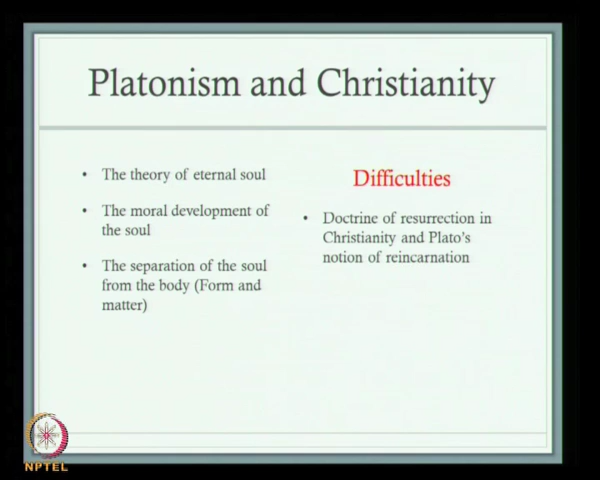 Platonism and Christianity
• The theory of eternal soul
• The moral development of
the soul
• The separation of the soul
from the body (Form and
matter)
Difficulties
• Doctrine of resurrection in
Christianity and Plato's
notion of reincarnation
NPTEL